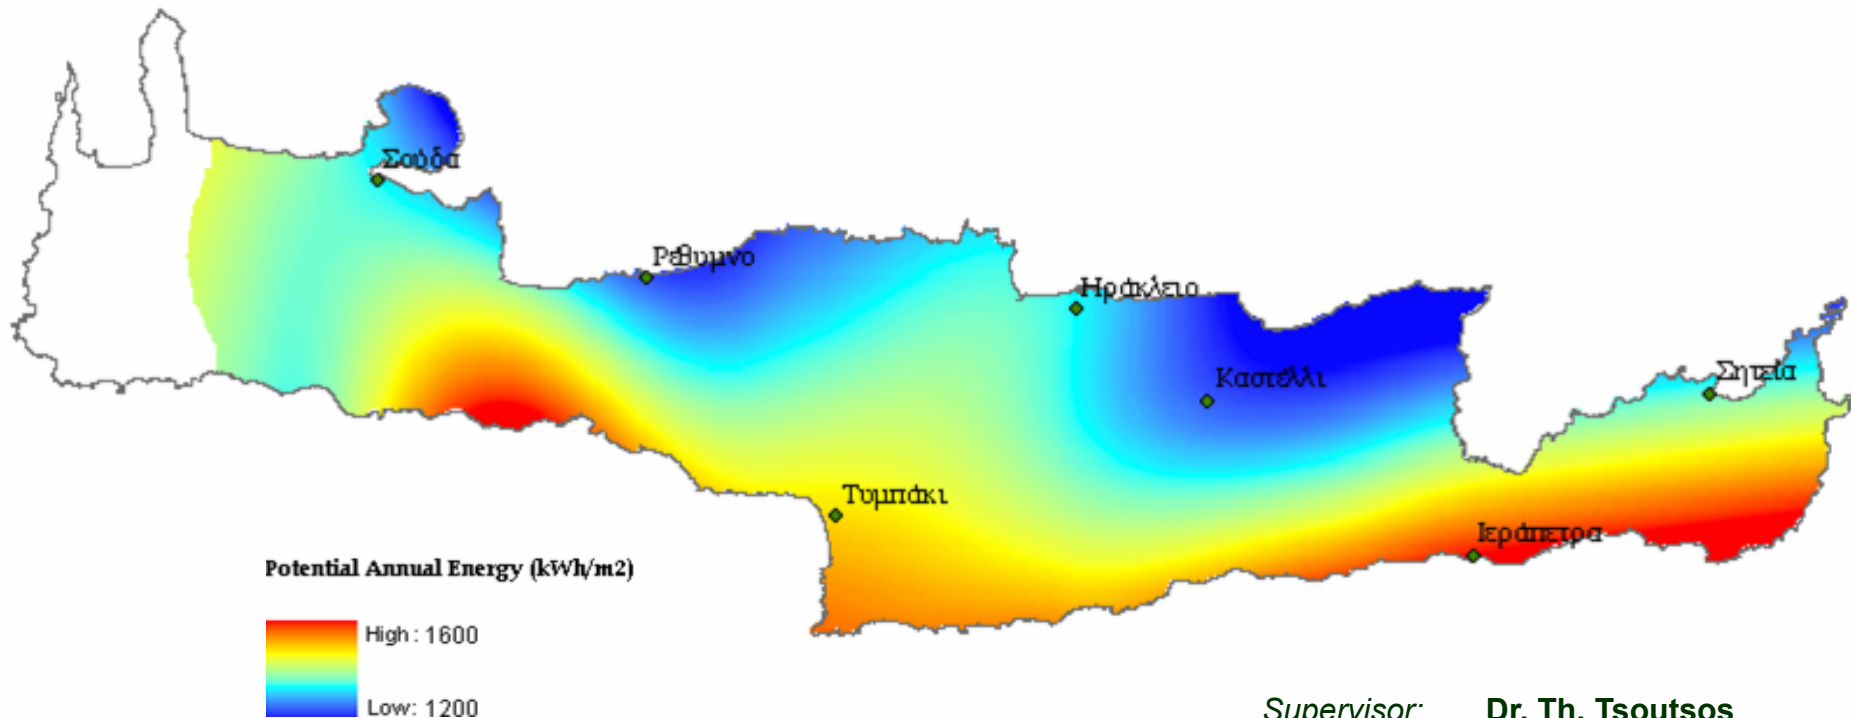 Σούδα
Ρέθυμνο
Ηράκλειο
Καστέλλι
Σητεία
Τυμπάκι
Ιεράπετρα
Potential Annual Energy (kWh/m2)
High : 1600
Low: 1200
Supervisor: Dr. Th. Tsoutsos